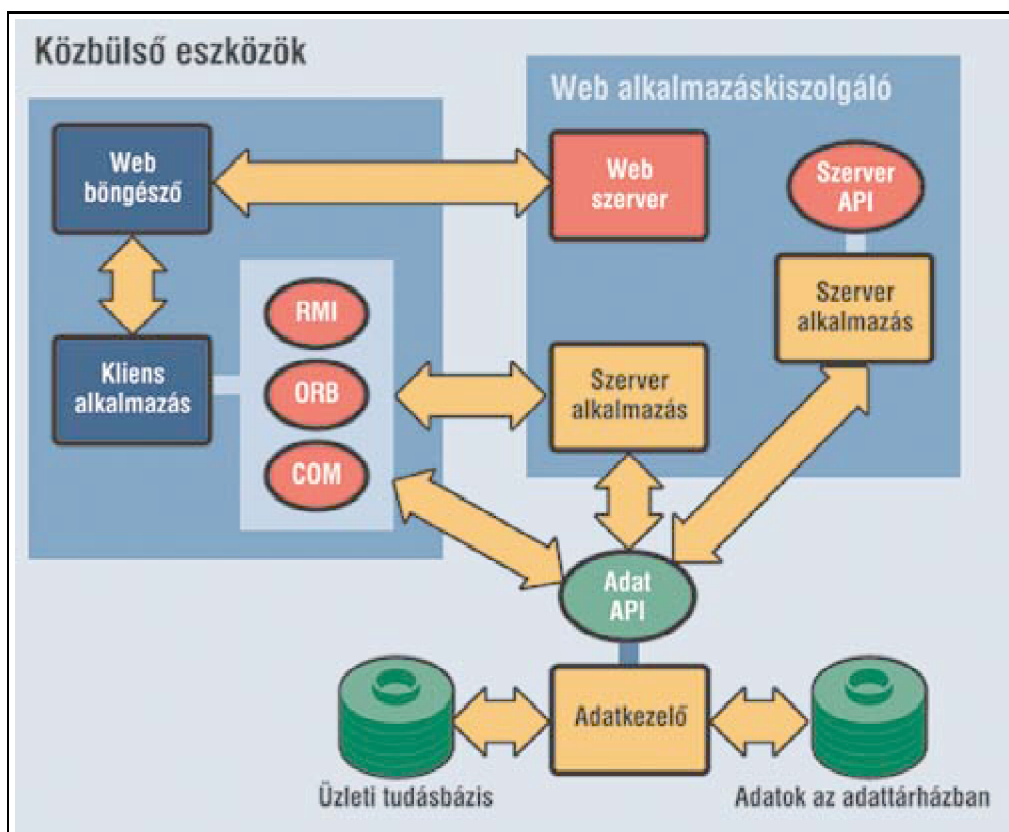 Közbülső eszközök
Web alkalmazáskiszolgáló
Web
böngésző
Web
szerver
Szerver
API
RMI
Szerver
alkalmazás
Kliens
alkalmazás
ORB
Szerver
alkalmazás
COM
Adat
API
Adatkezelő
Üzleti tudásbázis
Adatok az adattárházban